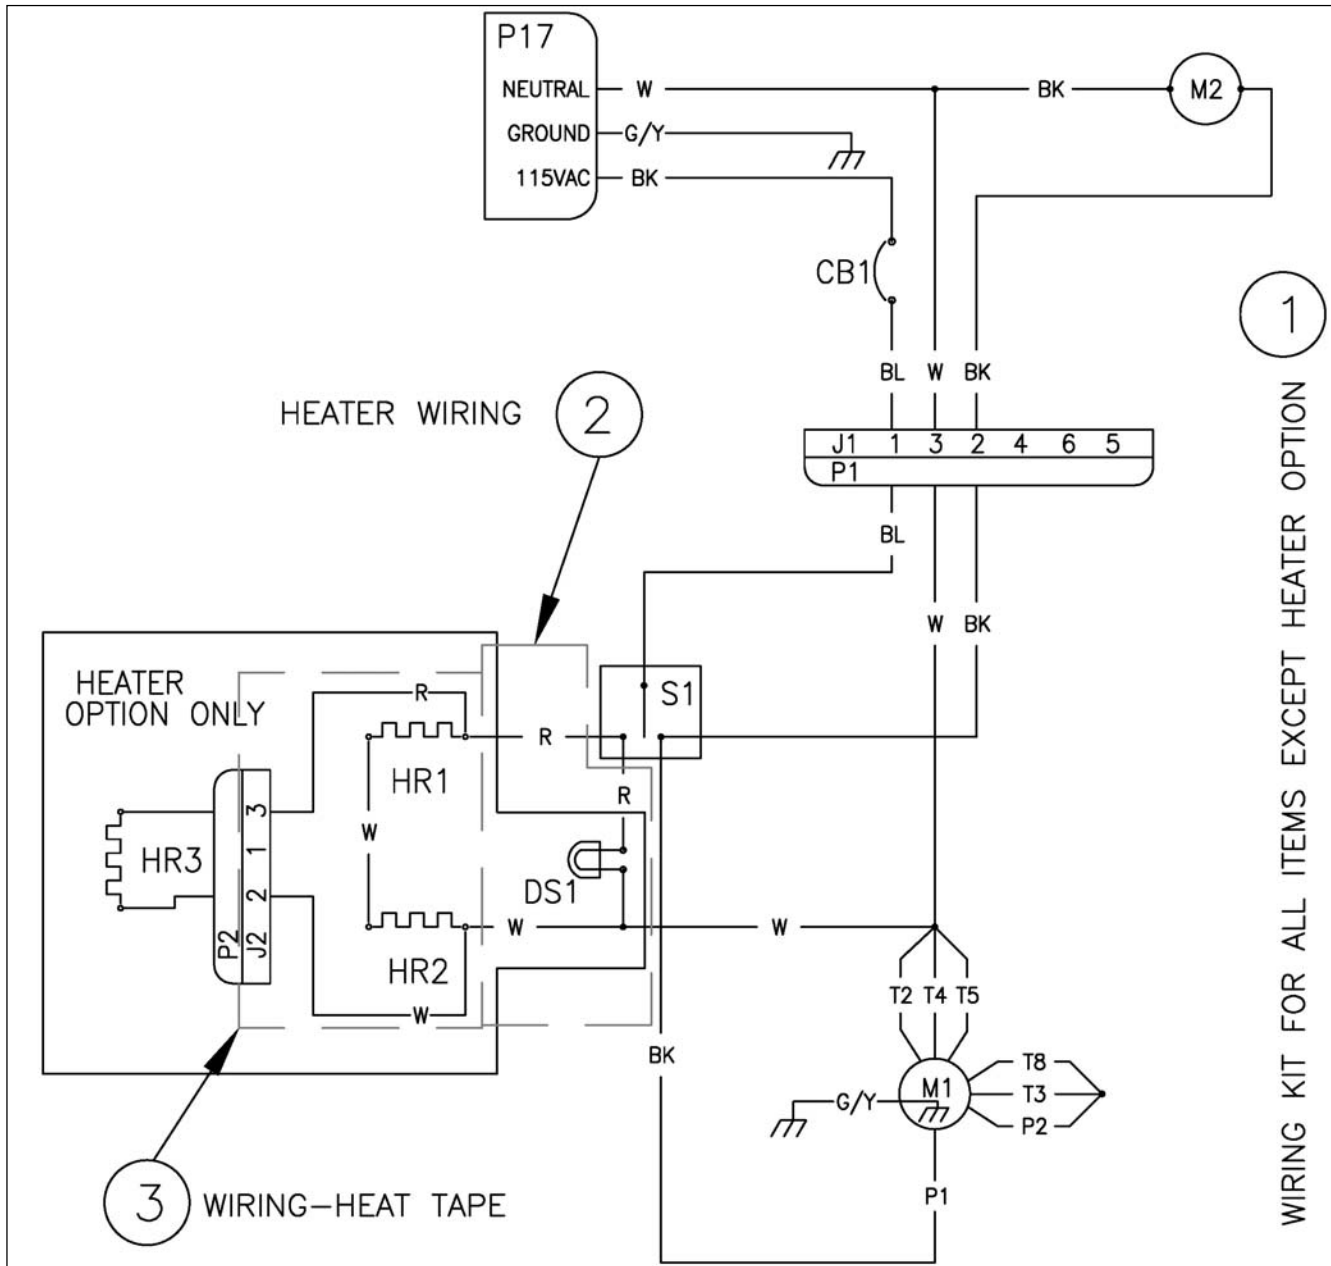 P17
NEUTRAL W BK M2
GROUND G/Y
115VAC BK
CB1
1
BL W BK
HEATER WIRING 2
J1 1 3 2 4 6 5
P1
BL
W BK
HEATER
OPTION ONLY
R
S1
R
HR1
R
3
W
1
HR3
DS1
2
W W
P2 J2
HR2
T2 T4 T5
W
BK
T8
M1
G/Y T3
P2
P1
3 WIRING-HEAT TAPE
WIRING KIT FOR ALL ITEMS EXCEPT HEATER OPTION